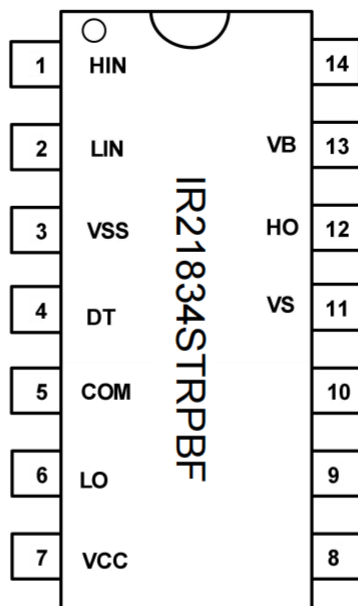 1 HIN 14
2 LIN VB 13
3 VSS HO 12
4 DT VS 11
5 COM 10
6 LO 9
7 VCC 8
IR21834STRPBF